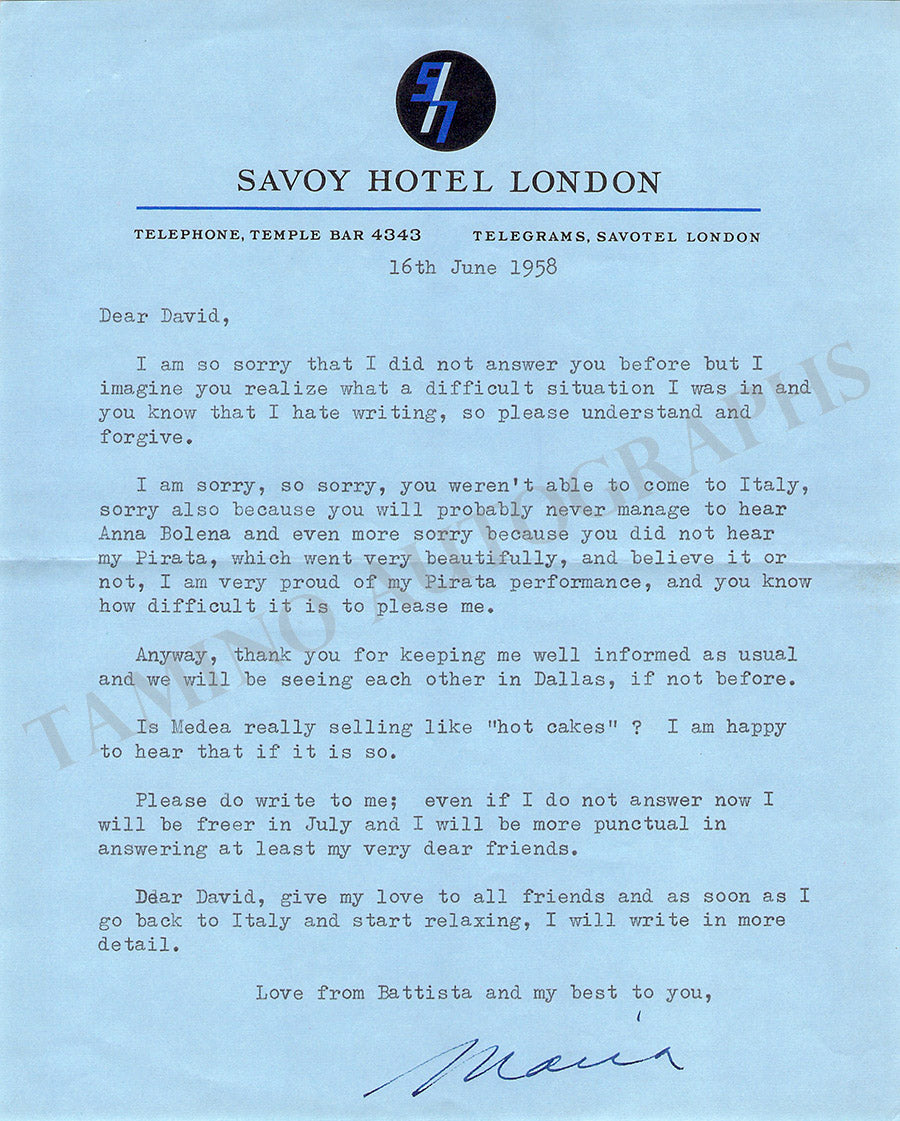 SH
SAVOY HOTEL LONDON
TELEPHONE, TEMPLE BAR 4343 TELEGRAMS, SAVOTEL LONDON
16th June 1958
Dear David,
I am so sorry that I did not answer you before but I
imagine you realize what a difficult situation I was in and
you know that I hate writing, so please understand and
forgive.
I am sorry, so sorry, you weren't able to come to Italy,
sorry also because you will probably never manage to hear
Anna Bolena and even more sorry because you did not hear
my Pirata, which went very beautifully, and believe it or
not, I am very proud of my Pirata performance, and you know
how difficult it is to please me.
Anyway, thank you for keeping me well informed as usual
and we will be seeing each other in Dallas, if not before.
Is Medea really selling like "hot cakes" ? I am happy
to hear that if it is so.
Please do write to me; even if I do not answer now I
will be freer in July and I will be more punctual in
answering at least my very dear friends.
Dear David, give my love to all friends and as soon as I
go back to Italy and start relaxing, I will write in more
detail.
Love from Battista and my best to you,
Maria
TAMINO AUTOGRAPHS